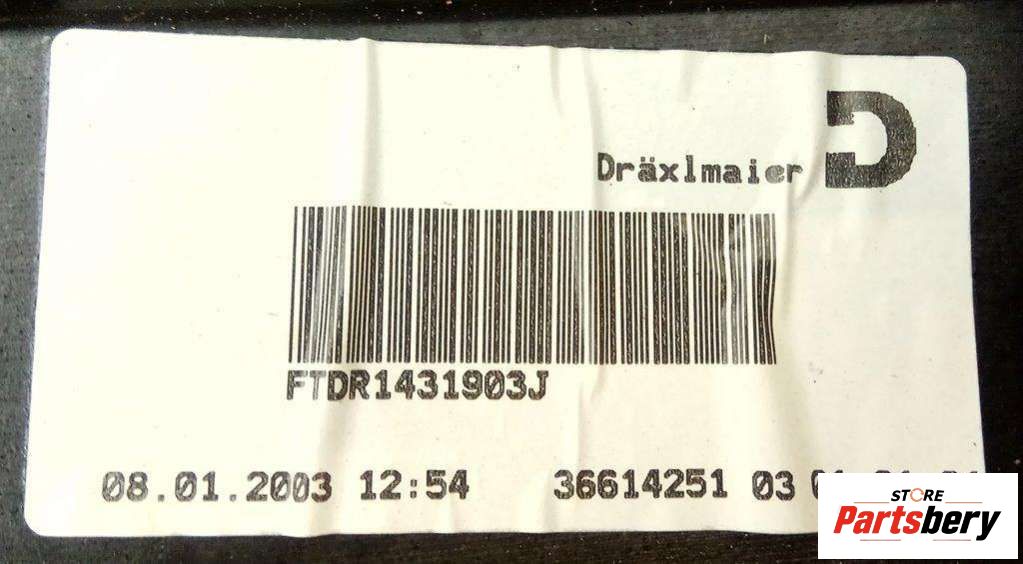 Dräxlmaier
FTDR1431903J
08.01.2003 12:54 36614251 03
STORE
Partsbery